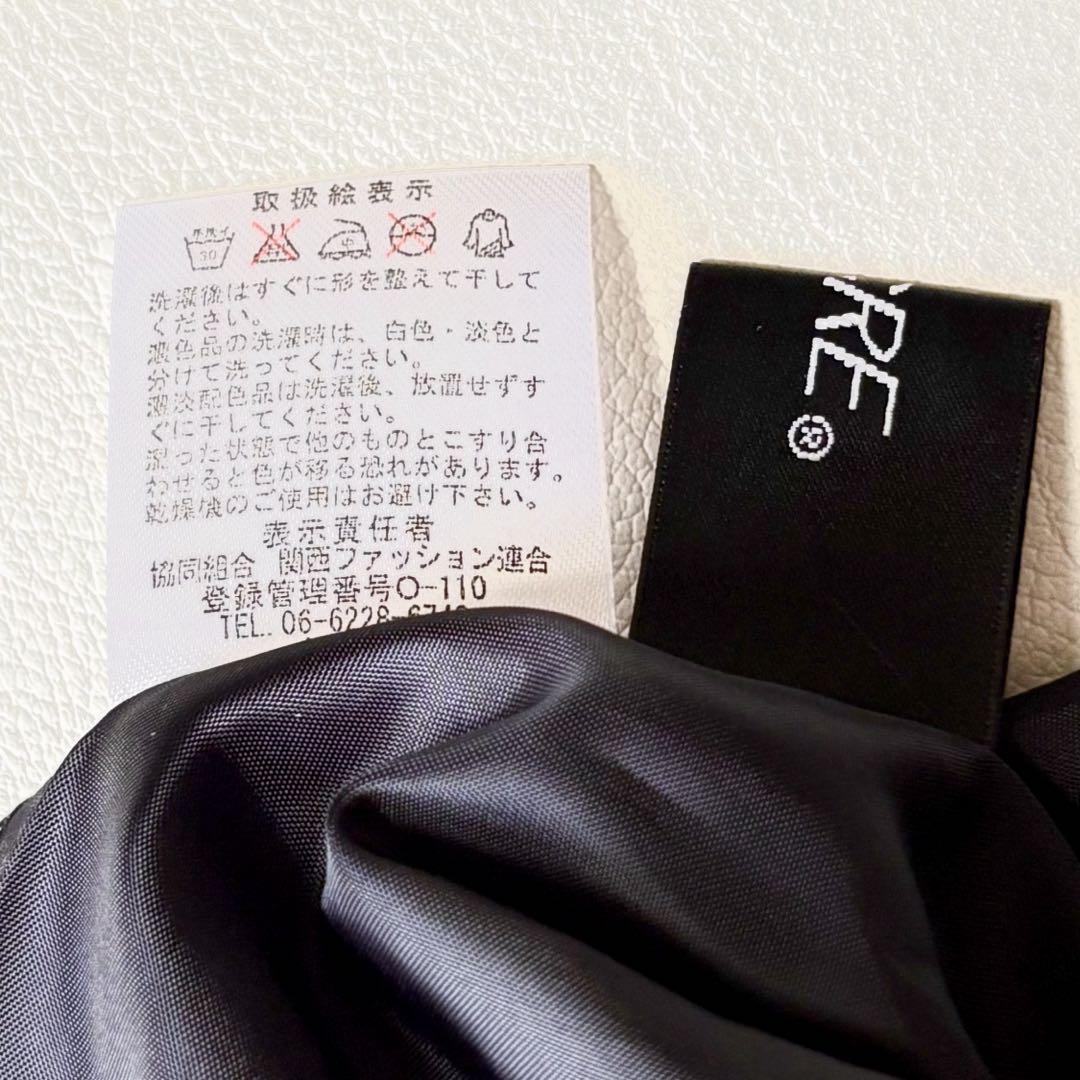 取扱絵表示
手洗イ
30
洗濯後はすぐに形を整えて干して
ください。
濃色品の洗濯時は、白色・淡色と
分けて洗ってください。
濃淡配色品は洗濯後、放置せずす
ぐに干してください。
湿った状態で他のものとこすり合
わせると色が移る恐れがあります。
乾燥機のご使用はお避け下さい。
表示責任者
協同組合 関西ファッション連合
登録管理番号O-110
TEL. 06-6228-
RE
®